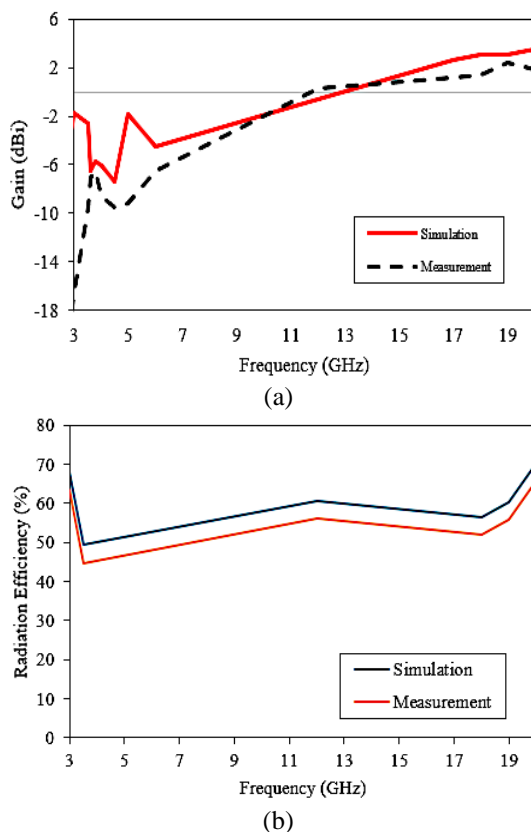 6
2
-2
-6
-10
-14
-18
Gain (dBi)
Simulation
Measurement
3 5 7 9 11 13 15 17 19
Frequency (GHz)
(a)
80
70
60
50
40
30
20
10
0
Radiation Efficiency (%)
Simulation
Measurement
3 5 7 9 11 13 15 17 19
Frequency (GHz)
(b)